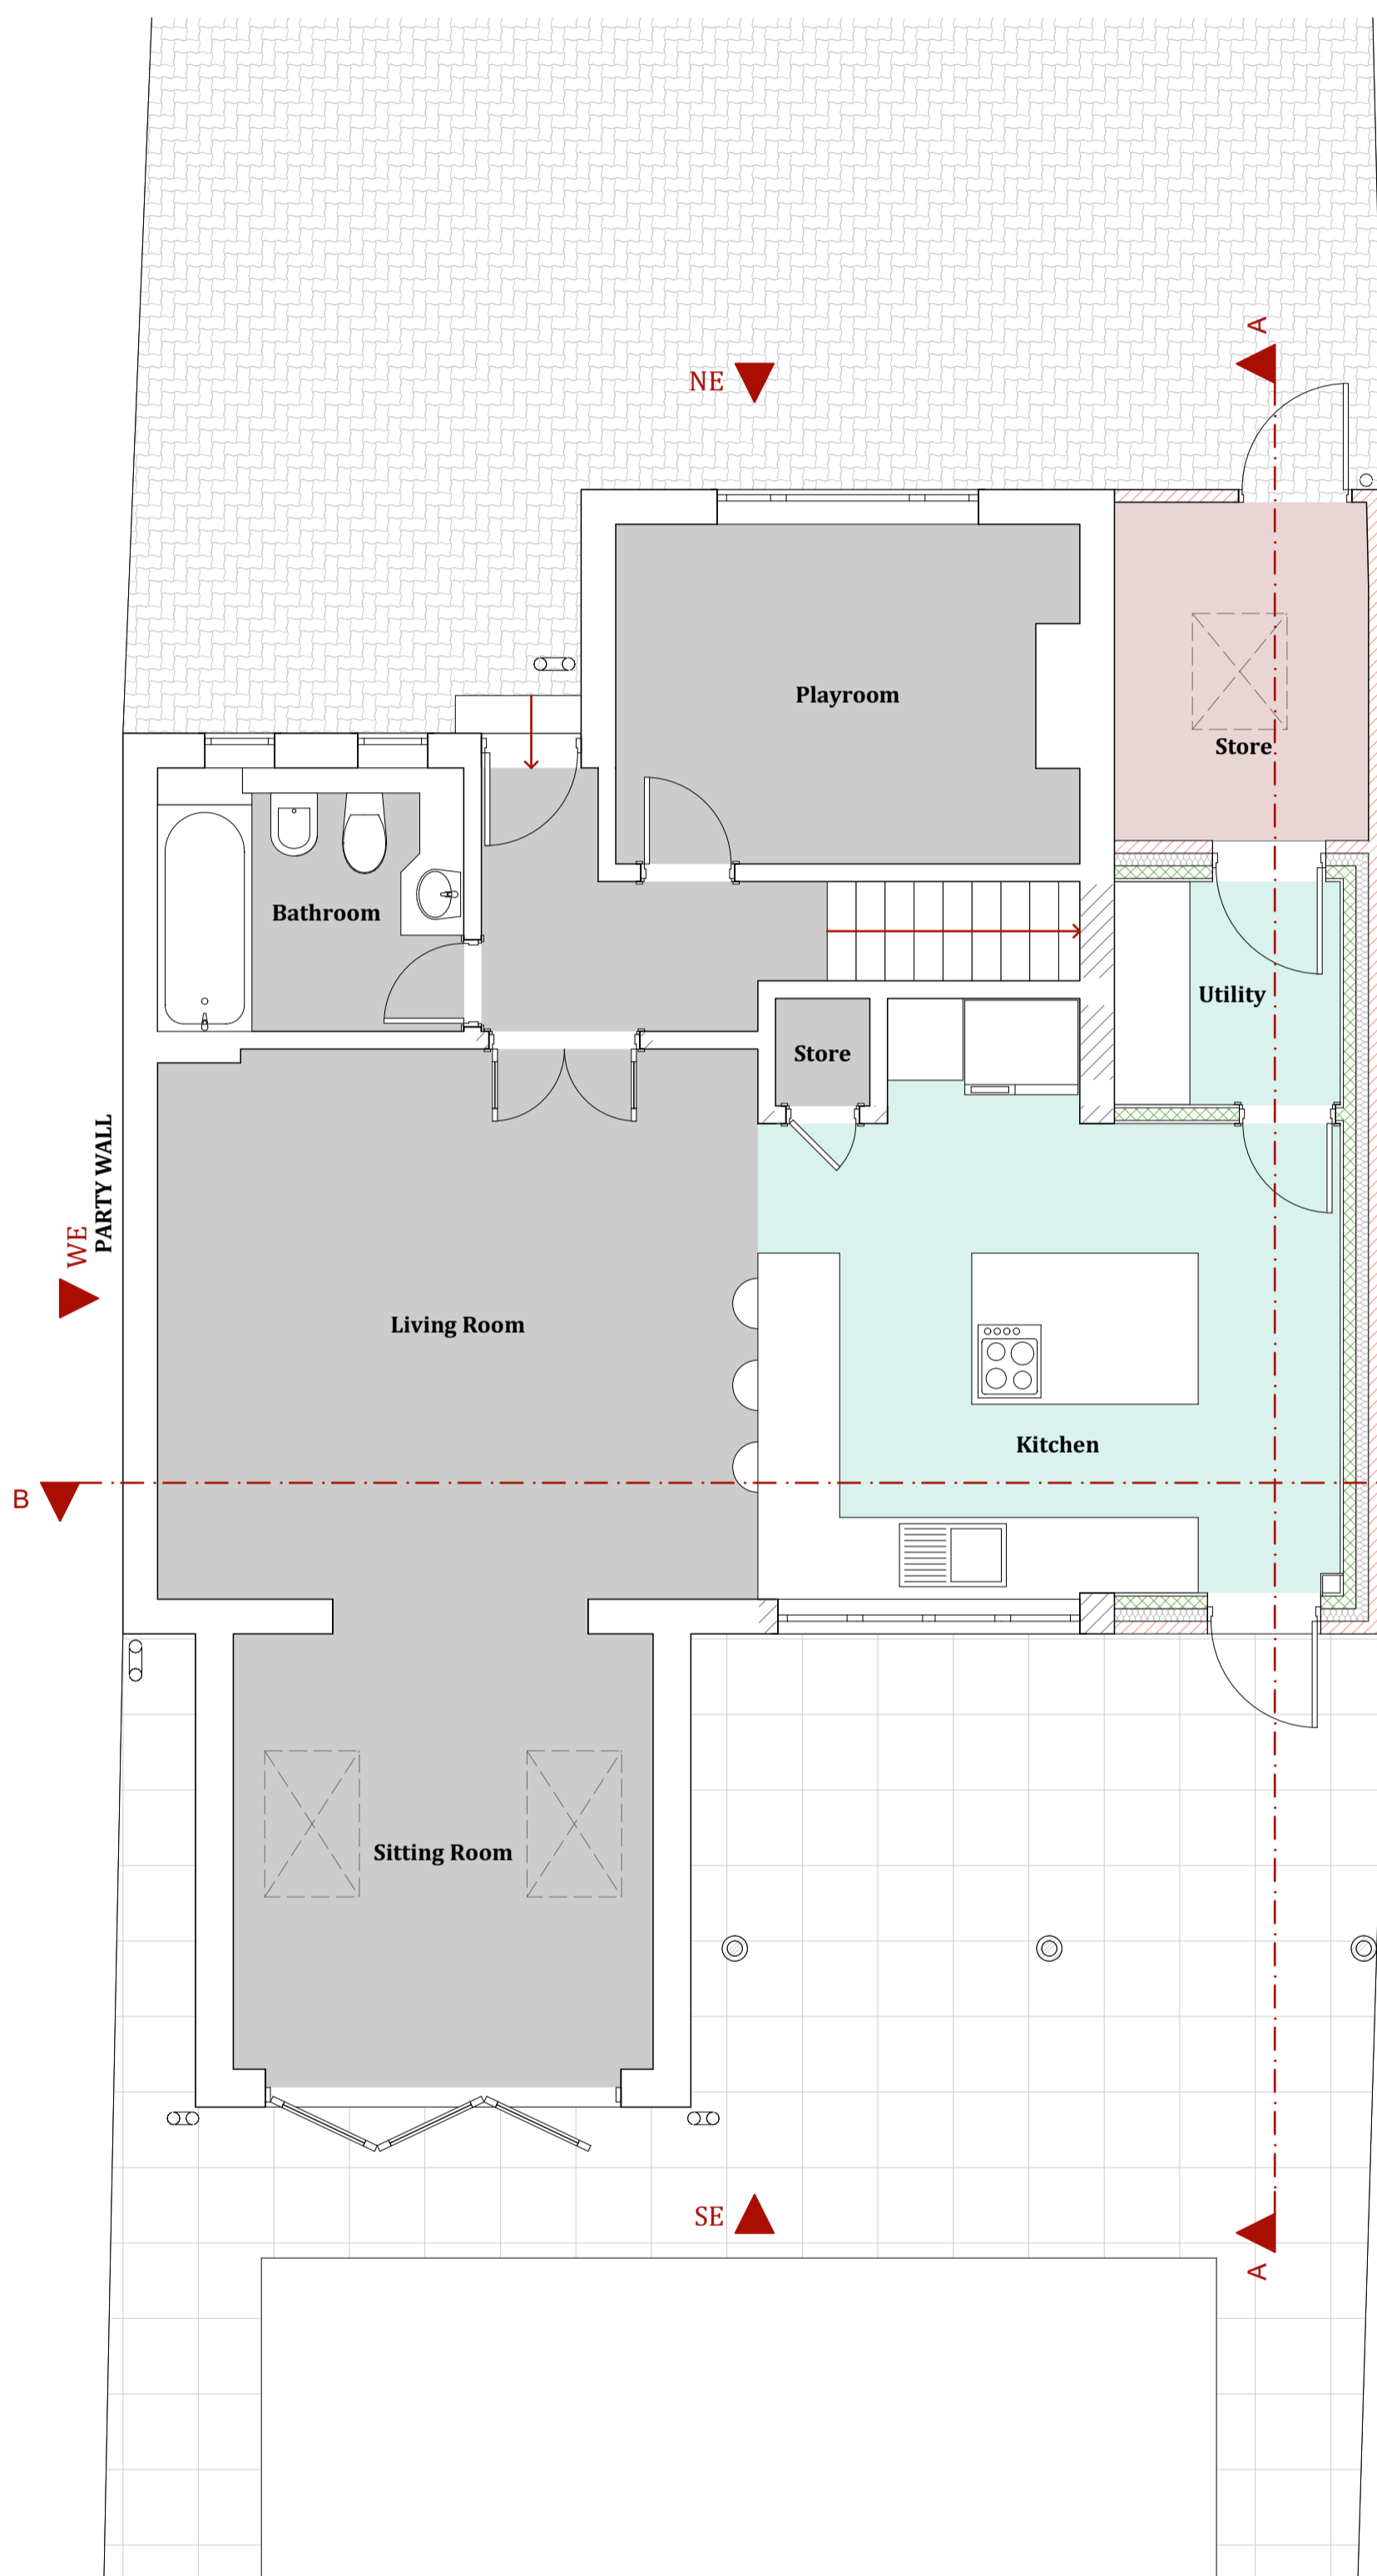 A
NE
Playroom
Store
Bathroom
Utility
Store
PARTY WALL
WE
Living Room
Kitchen
B
Sitting Room
SE
A